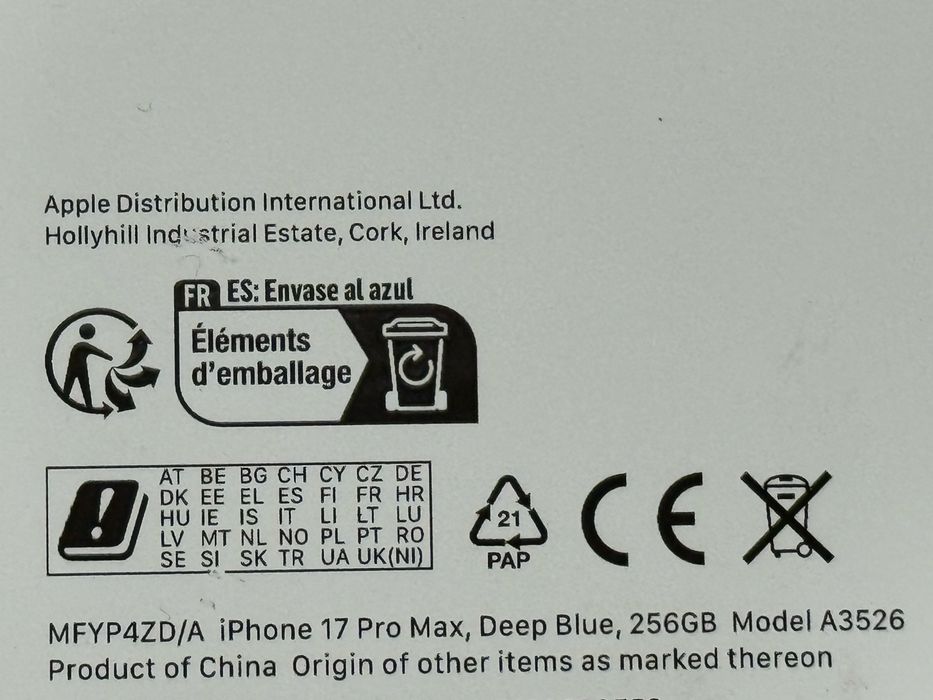 Apple Distribution International Ltd.
Hollyhill Industrial Estate, Cork, Ireland
FR ES: Envase al azul
Éléments
d'emballage
AT BE BG CH CY CZ DE
DK EE EL ES FI FR HR
HU IE IS IT LI LT LU
LV MT NL NO PL PT RO
SE SI SK TR UA UK(NI)
21
PAP
CE
MFYP4ZD/A iPhone 17 Pro Max, Deep Blue, 256GB Model A3526
Product of China Origin of other items as marked thereon